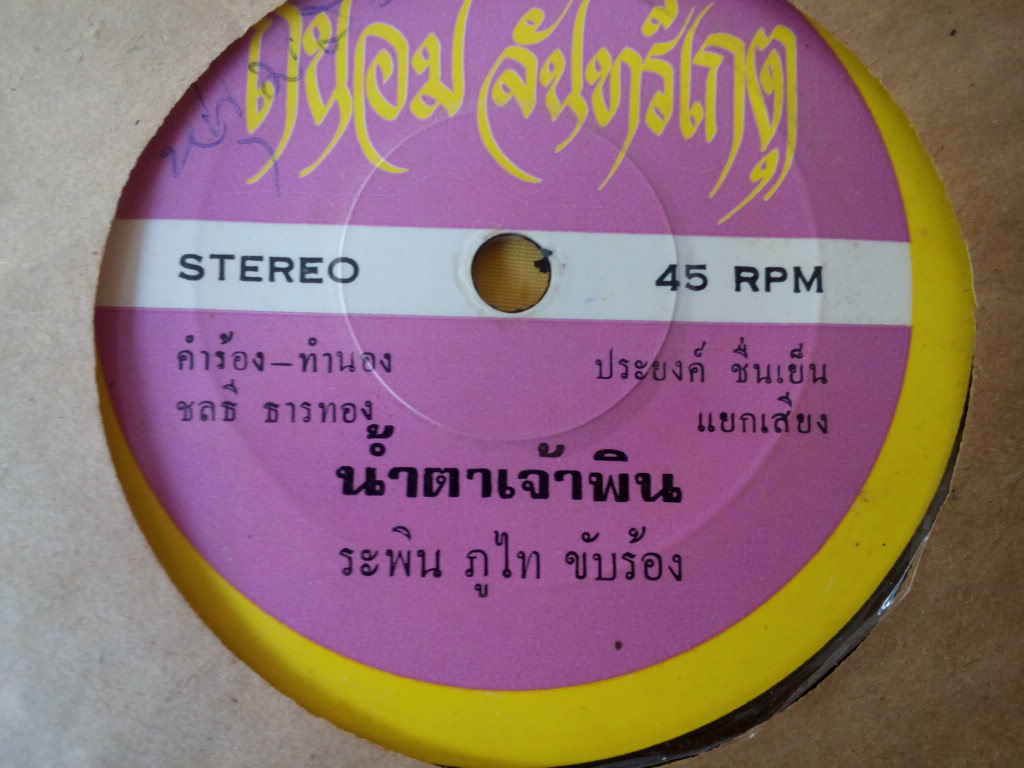 ถนอม จันทร์เกตุ
STEREO 45 RPM
คำร้อง-ทำนอง ประยงค์ ชื่นเย็น
ชลธี ธารทอง แยกเสียง
น้ำตาเจ้าพิน
ระพิน ภูไท ขับร้อง